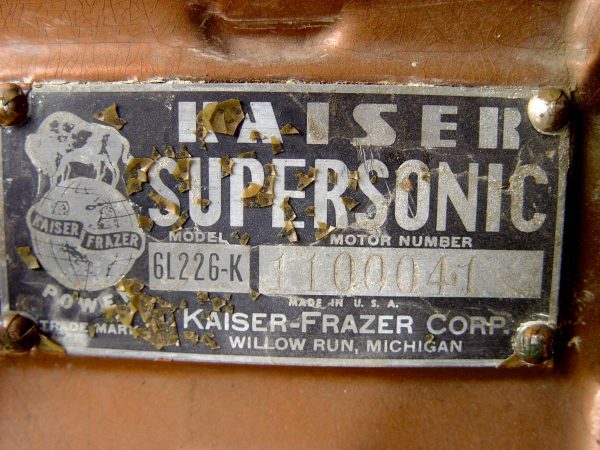 KAISER
SUPERSONIC
KAISER FRAZER
MODEL MOTOR NUMBER
6L226-K 1100041
POWER
MADE IN U.S.A.
TRADE MARK KAISER-FRAZER CORP.
WILLOW RUN, MICHIGAN